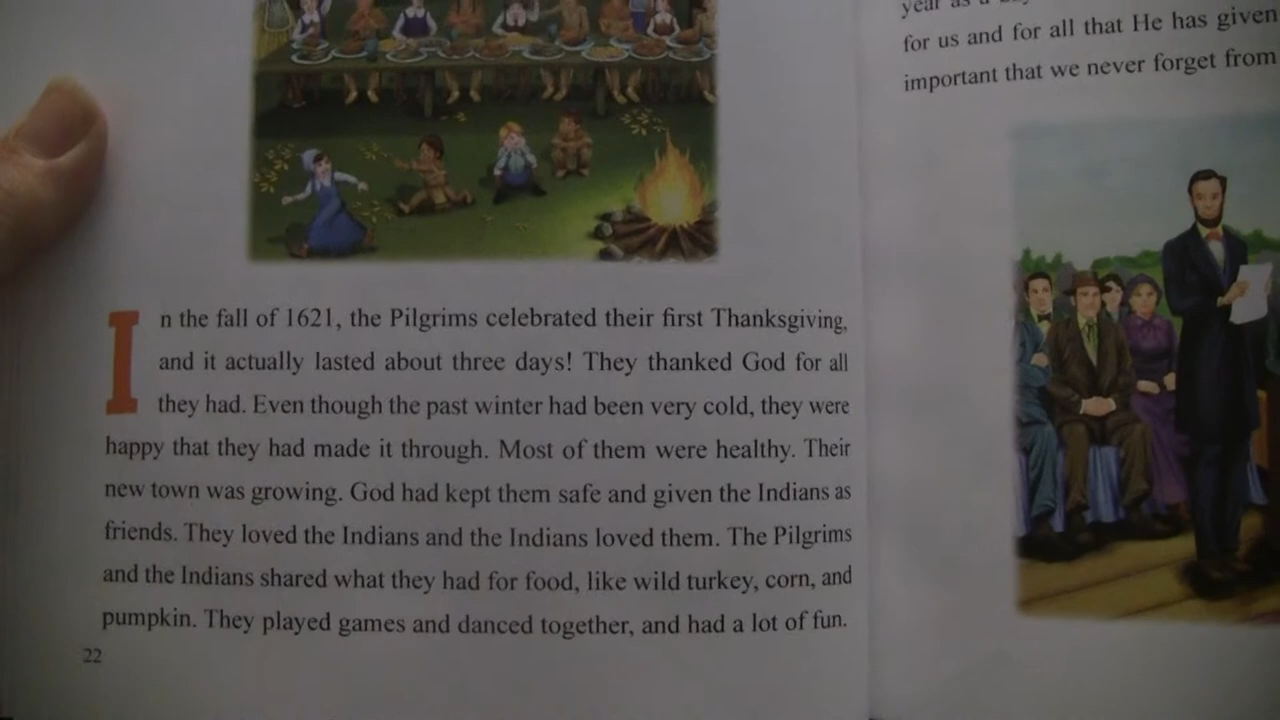 In the fall of 1621, the Pilgrims celebrated their first Thanksgiving,
and it actually lasted about three days! They thanked God for all
they had. Even though the past winter had been very cold, they were
happy that they had made it through. Most of them were healthy. Their
new town was growing. God had kept them safe and given the Indians as
friends. They loved the Indians and the Indians loved them. The Pilgrims
and the Indians shared what they had for food, like wild turkey, corn, and
pumpkin. They played games and danced together, and had a lot of fun.
22
year as a
for us and for all that He has given
important that we never forget from